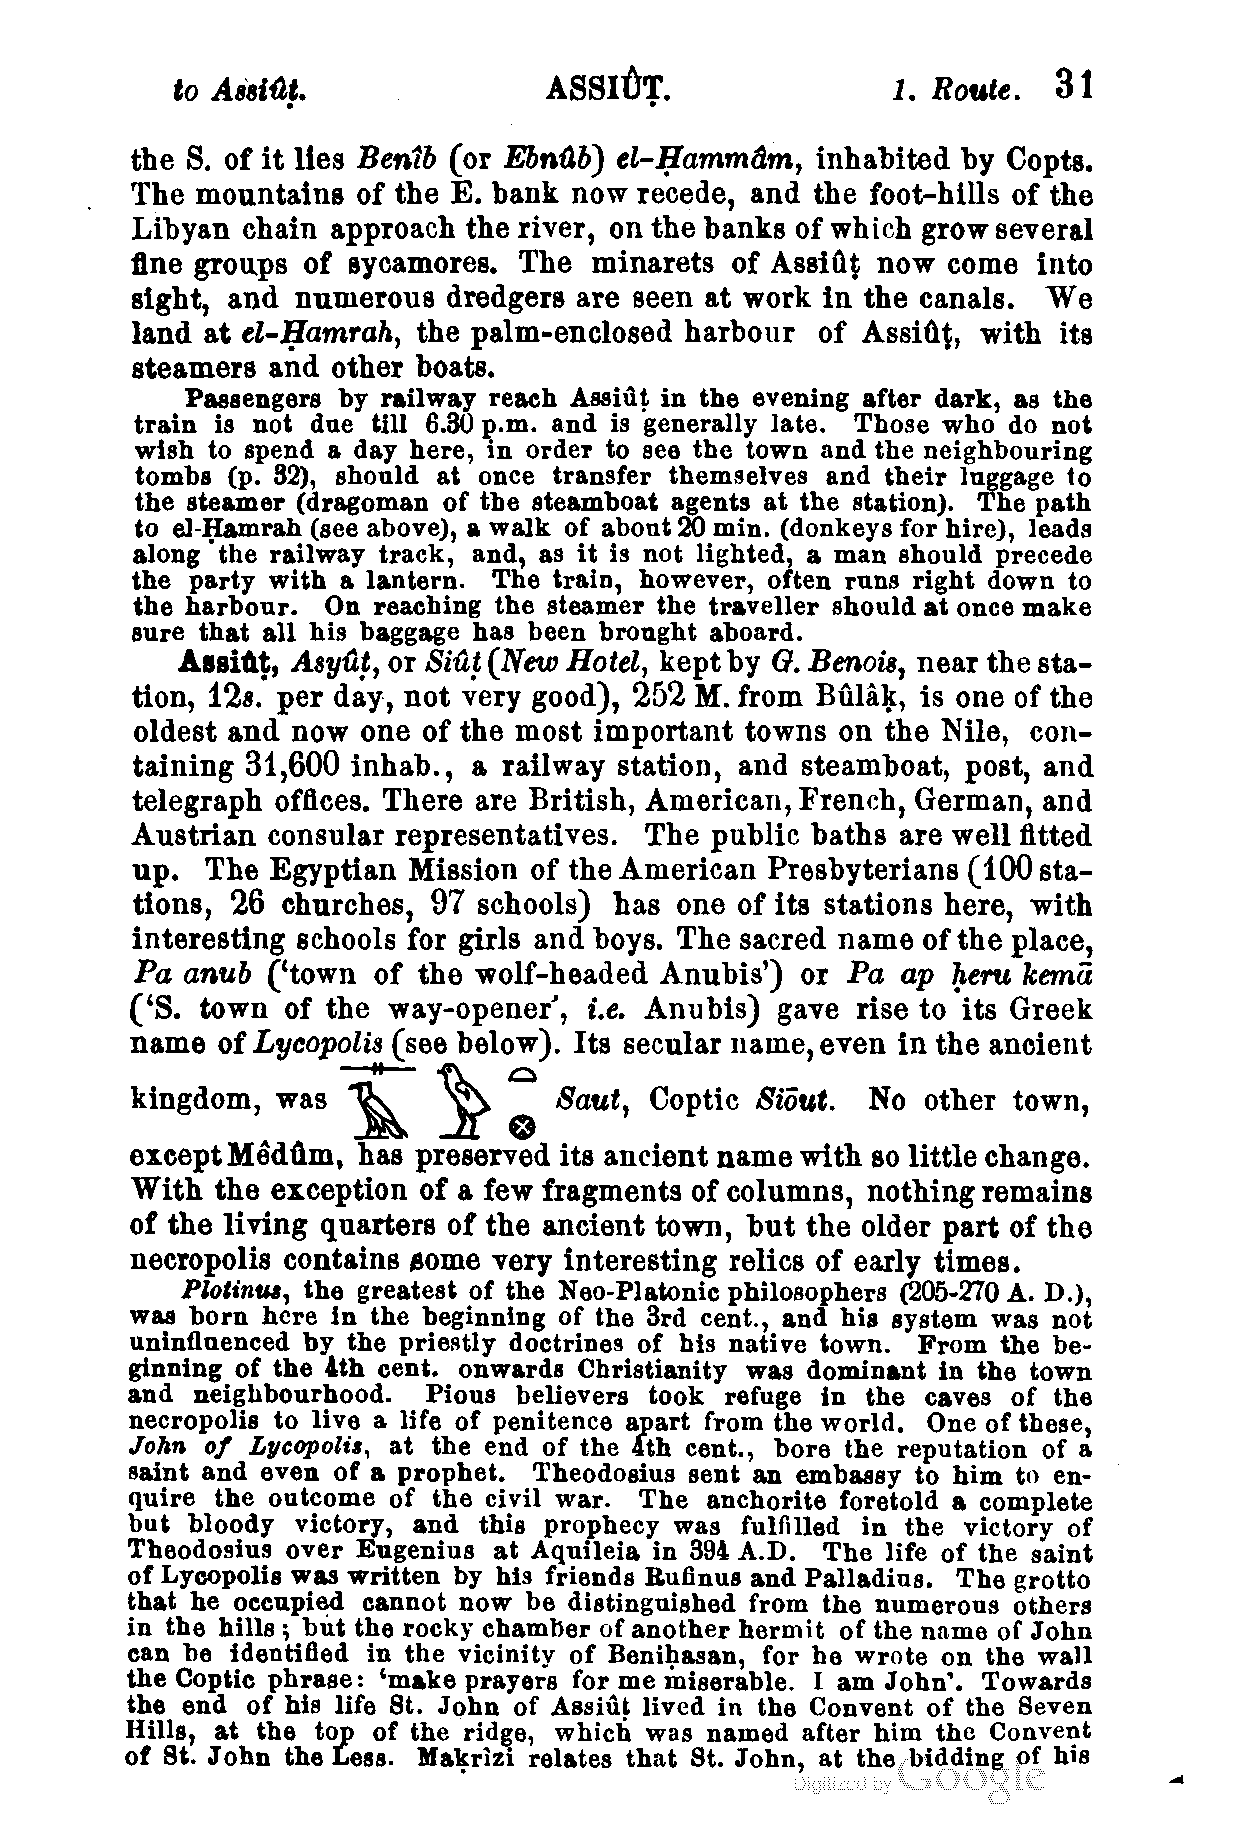 to Assiûṭ. ASSIÛṬ. 1. Route. 31
the S. of it lies Benîb (or Ebnûb) el-Ḥammâm, inhabited by Copts.
The mountains of the E. bank now recede, and the foot-hills of the
Libyan chain approach the river, on the banks of which grow several
fine groups of sycamores. The minarets of Assiûṭ now come into
sight, and numerous dredgers are seen at work in the canals. We
land at el-Ḥamrah, the palm-enclosed harbour of Assiûṭ, with its
steamers and other boats.
Passengers by railway reach Assiûṭ in the evening after dark, as the
train is not due till 6.30 p.m. and is generally late. Those who do not
wish to spend a day here, in order to see the town and the neighbouring
tombs (p. 32), should at once transfer themselves and their luggage to
the steamer (dragoman of the steamboat agents at the station). The path
to el-Ḥamrah (see above), a walk of about 20 min. (donkeys for hire), leads
along the railway track, and, as it is not lighted, a man should precede
the party with a lantern. The train, however, often runs right down to
the harbour. On reaching the steamer the traveller should at once make
sure that all his baggage has been brought aboard.
Assiûṭ, Asyûṭ, or Siûṭ (New Hotel, kept by G. Benois, near the sta-
tion, 12s. per day, not very good), 252 M. from Bûlâḳ, is one of the
oldest and now one of the most important towns on the Nile, con-
taining 31,600 inhab., a railway station, and steamboat, post, and
telegraph offices. There are British, American, French, German, and
Austrian consular representatives. The public baths are well fitted
up. The Egyptian Mission of the American Presbyterians (100 sta-
tions, 26 churches, 97 schools) has one of its stations here, with
interesting schools for girls and boys. The sacred name of the place,
Pa anub (‘town of the wolf-headed Anubis’) or Pa ap ḥeru kemā
(‘S. town of the way-opener’, i.e. Anubis) gave rise to its Greek
name of Lycopolis (see below). Its secular name, even in the ancient
kingdom, was Saut, Coptic Siōut. No other town,
except Mêdûm, has preserved its ancient name with so little change.
With the exception of a few fragments of columns, nothing remains
of the living quarters of the ancient town, but the older part of the
necropolis contains some very interesting relics of early times.
Plotinus, the greatest of the Neo-Platonic philosophers (205-270 A. D.),
was born here in the beginning of the 3rd cent., and his system was not
uninfluenced by the priestly doctrines of his native town. From the be-
ginning of the 4th cent. onwards Christianity was dominant in the town
and neighbourhood. Pious believers took refuge in the caves of the
necropolis to live a life of penitence apart from the world. One of these,
John of Lycopolis, at the end of the 4th cent., bore the reputation of a
saint and even of a prophet. Theodosius sent an embassy to him to en-
quire the outcome of the civil war. The anchorite foretold a complete
but bloody victory, and this prophecy was fulfilled in the victory of
Theodosius over Eugenius at Aquileia in 394 A.D. The life of the saint
of Lycopolis was written by his friends Rufinus and Palladius. The grotto
that he occupied cannot now be distinguished from the numerous others
in the hills; but the rocky chamber of another hermit of the name of John
can be identified in the vicinity of Beniḥasan, for he wrote on the wall
the Coptic phrase: ‘make prayers for me miserable. I am John’. Towards
the end of his life St. John of Assiûṭ lived in the Convent of the Seven
Hills, at the top of the ridge, which was named after him the Convent
of St. John the Less. Maḳrîzi relates that St. John, at the bidding of his
Digitized by Google